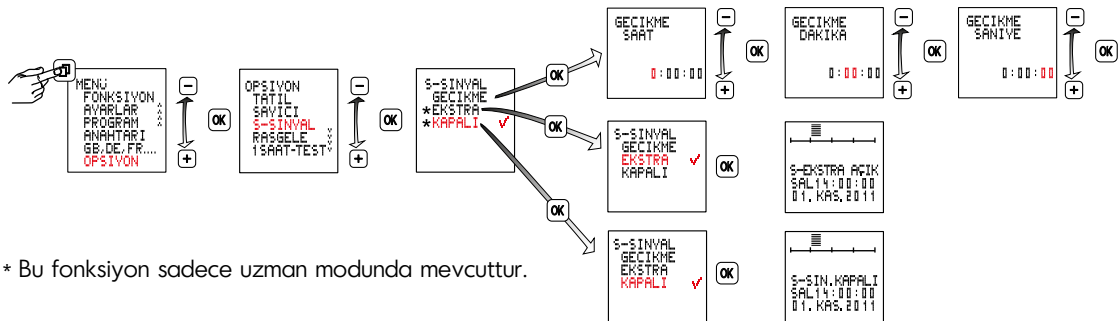 MENÜ
FONKSIYON
AYARLAR
PROGRAM
ANAHTARI
GB,DE,FR....
OPSIYON
OK
OPSIYON
TATIL
SAYICI
S-SINYAL
RASGELE
1SAAT-TEST
OK
S-SINYAL
GECIKME
*EKSTRA
*KAPALI
OK
GECIKME
SAAT
0:00:00
OK
GECIKME
DAKIKA
0:00:00
OK
GECIKME
SANIYE
0:00:00
OK
OK
S-SINYAL
GECIKME
EKSTRA
KAPALI
OK
S-EKSTRA AÇIK
SAL14:00:00
01.KAS.2011
OK
S-SINYAL
GECIKME
EKSTRA
KAPALI
OK
S-SIN.KAPALI
SAL14:00:00
01.KAS.2011
* Bu fonksiyon sadece uzman modunda mevcuttur.